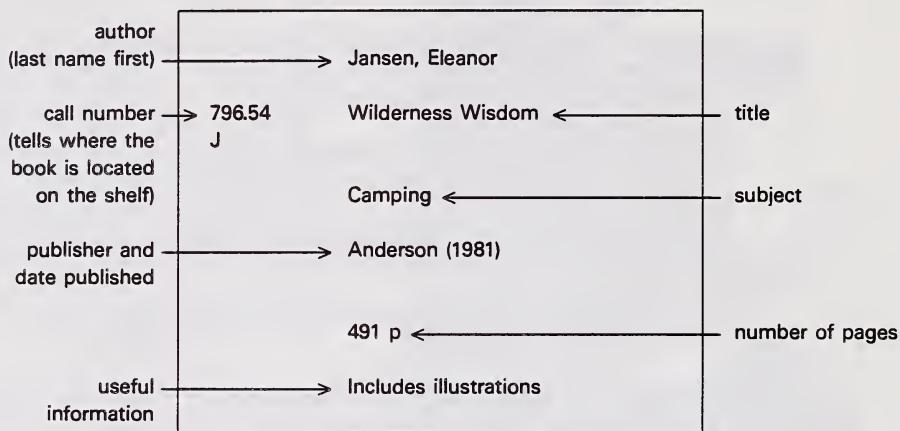 author
(last name first)
Jansen, Eleanor
call number
(tells where the
book is located
on the shelf)
796.54
J
Wilderness Wisdom
title
Camping
subject
publisher and
date published
Anderson (1981)
491 p
number of pages
useful
information
Includes illustrations